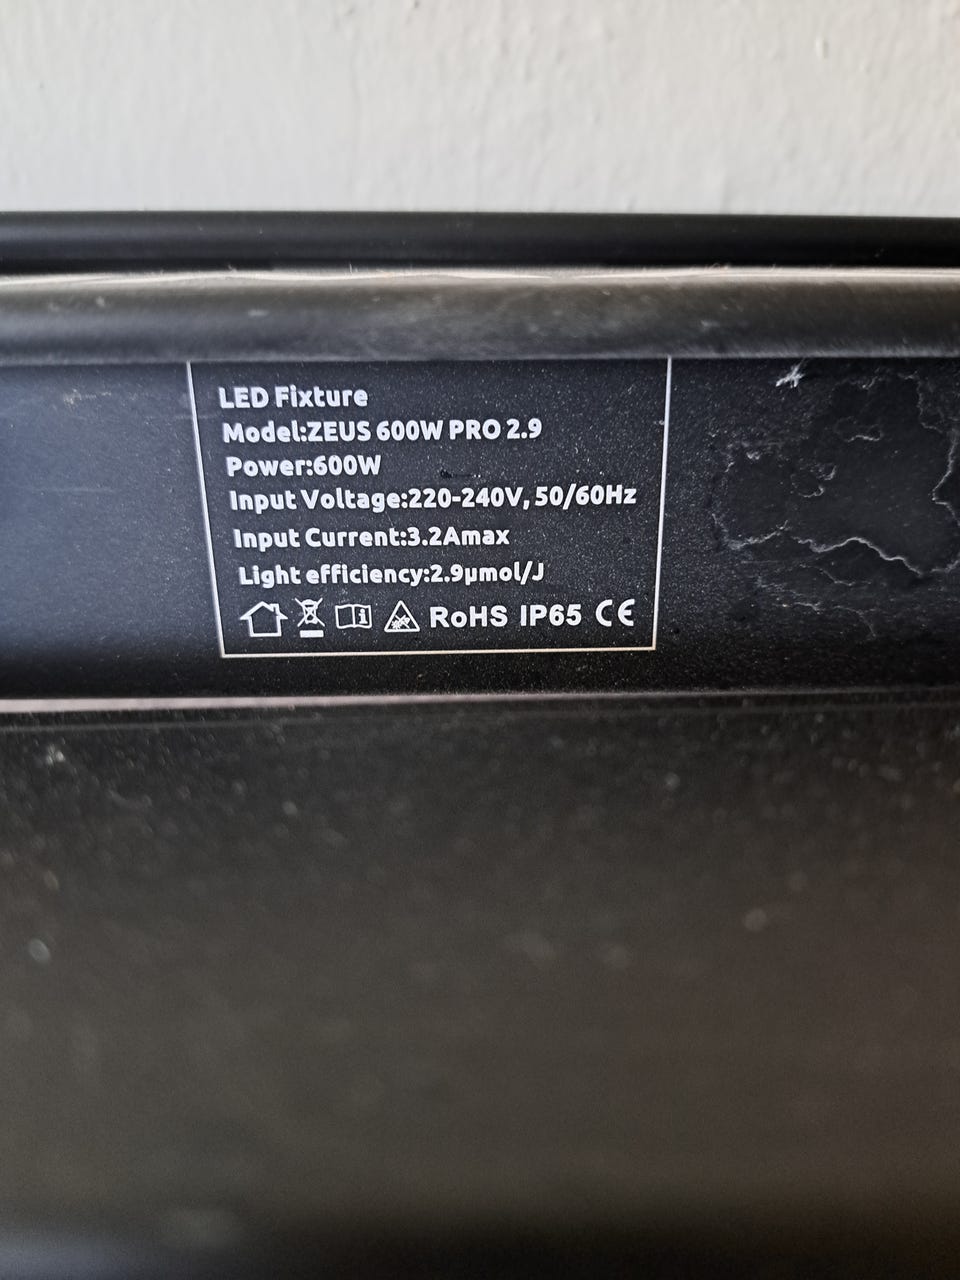 LED Fixture
Model:ZEUS 600W PRO 2.9
Power:600W
Input Voltage:220-240V, 50/60Hz
Input Current:3.2Amax
Light efficiency:2.9μmol/J
RoHS IP65 CE